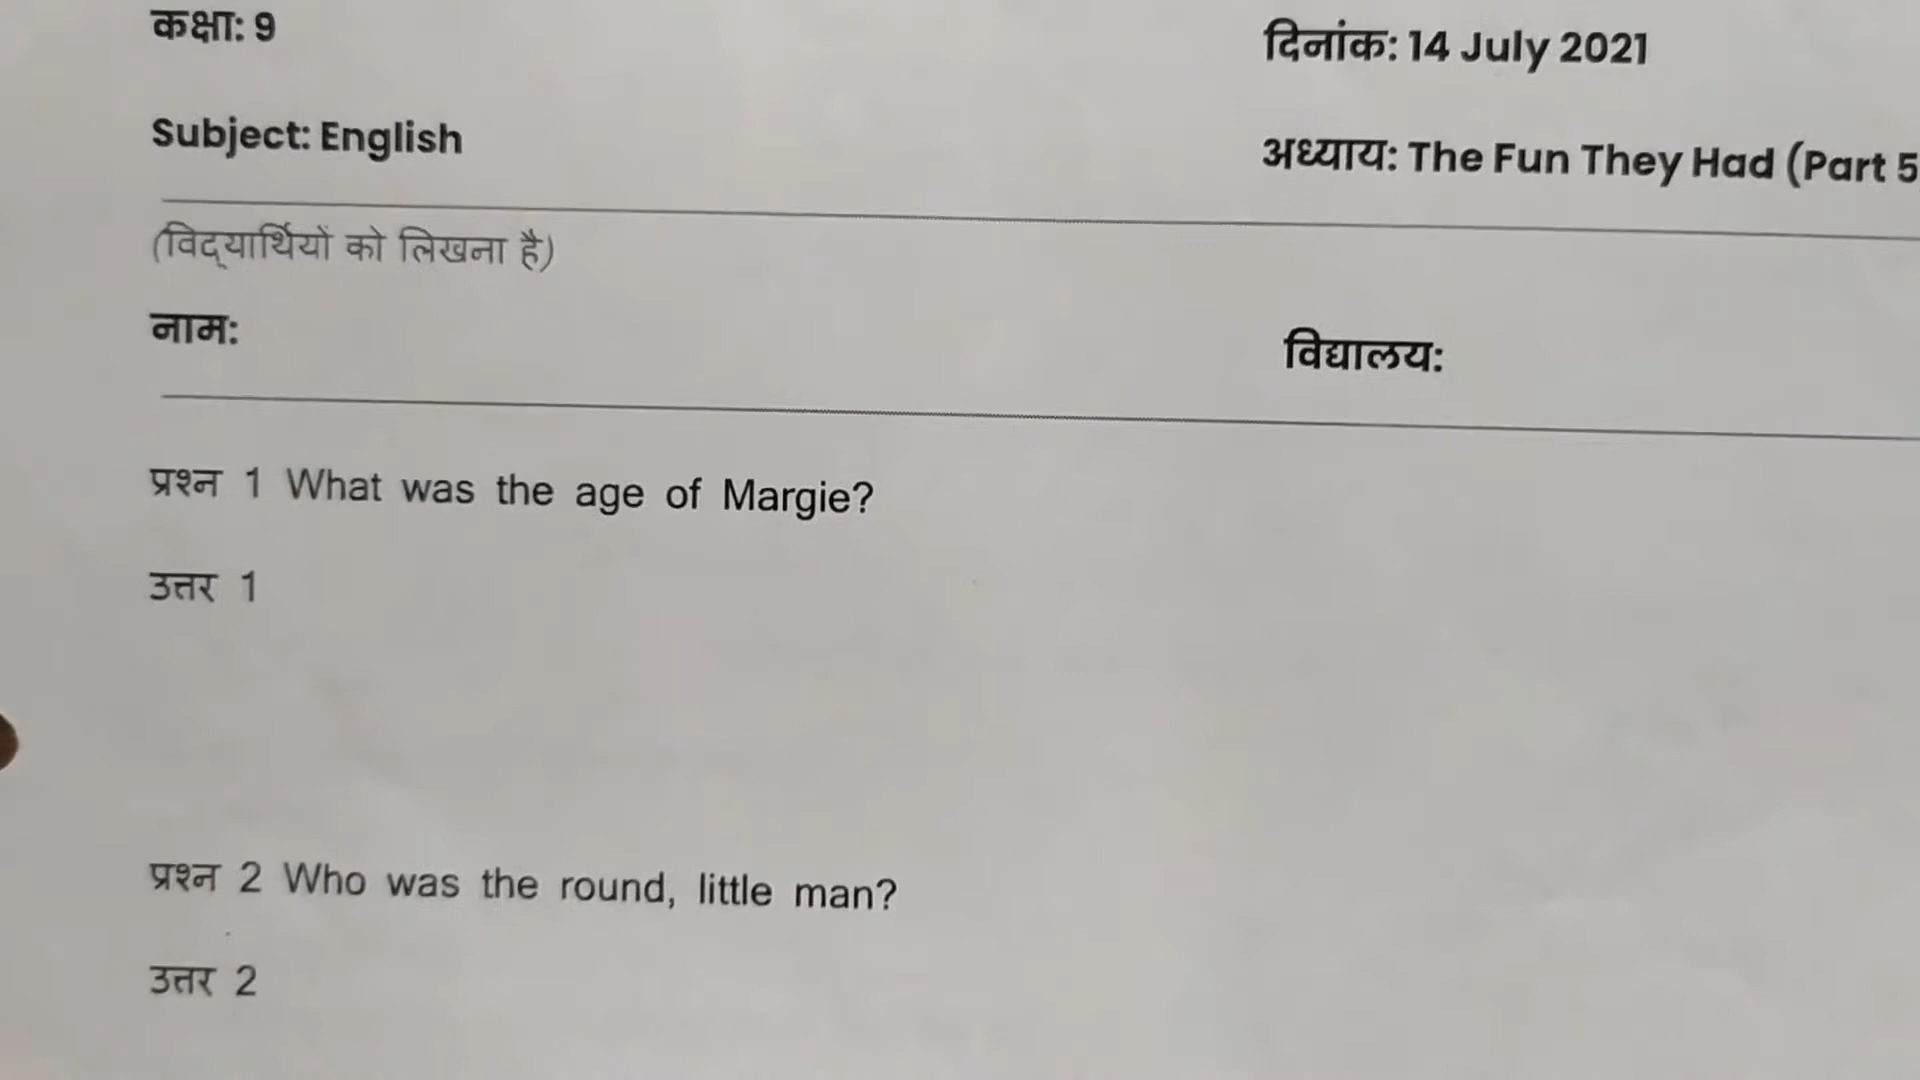 कक्षा: 9
दिनांक: 14 July 2021
Subject: English
अध्याय: The Fun They Had (Part 5
(विद्यार्थियों को लिखना है)
नाम:
विद्यालय:
प्रश्न 1 What was the age of Margie?
उत्तर 1
प्रश्न 2 Who was the round, little man?
उत्तर 2